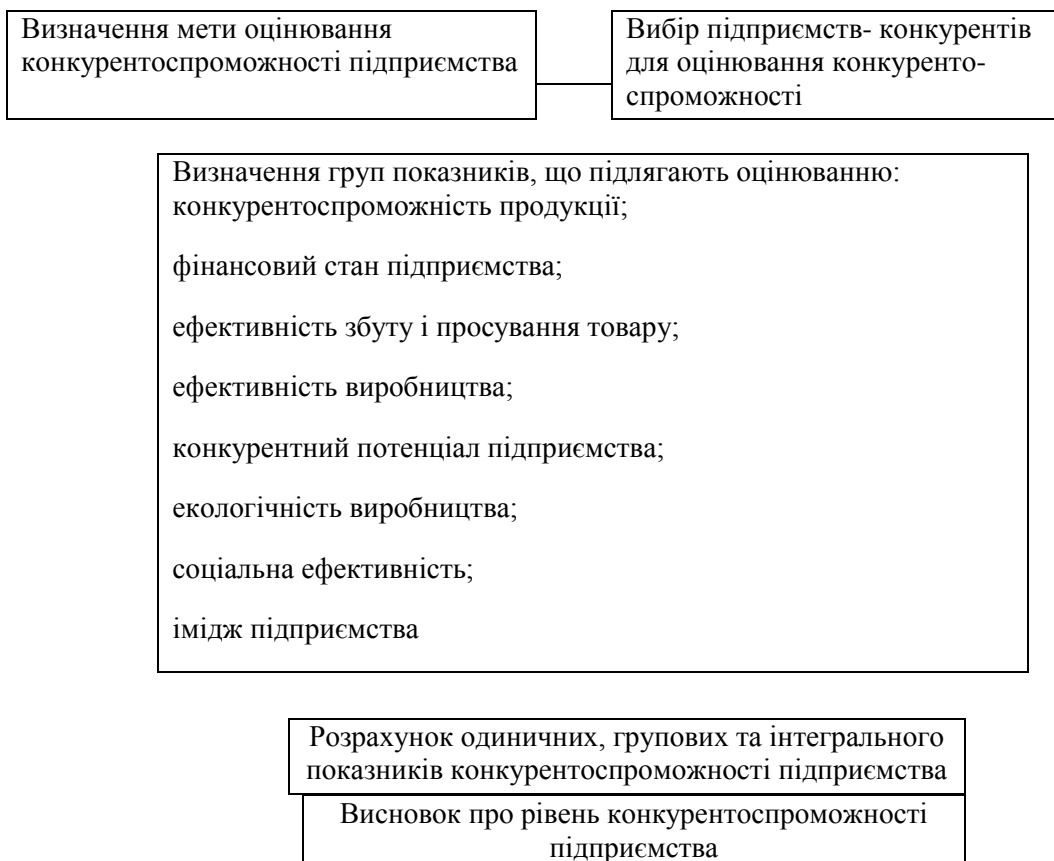 Визначення мети оцінювання
конкурентоспроможності підприємства
Вибір підприємств- конкурентів
для оцінювання конкуренто-
спроможності
Визначення груп показників, що підлягають оцінюванню:
конкурентоспроможність продукції;
фінансовий стан підприємства;
ефективність збуту і просування товару;
ефективність виробництва;
конкурентний потенціал підприємства;
екологічність виробництва;
соціальна ефективність;
імідж підприємства
Розрахунок одиничних, групових та інтегрального
показників конкурентоспроможності підприємства
Висновок про рівень конкурентоспроможності
підприємства